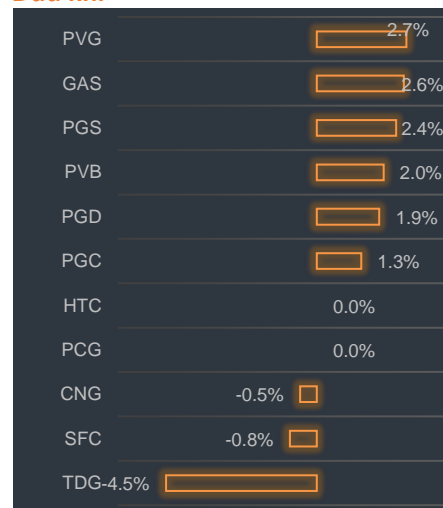 PVG 2.7%
GAS 2.6%
PGS 2.4%
PVB 2.0%
PGD 1.9%
PGC 1.3%
HTC 0.0%
PCG 0.0%
CNG -0.5%
SFC -0.8%
TDG -4.5%